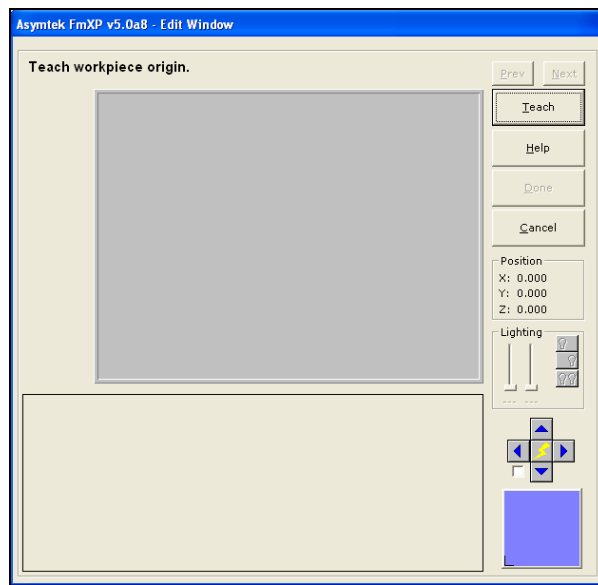 Asymtek FmXP v5.0a8 - Edit Window
Teach workpiece origin.
Prev Next
Teach
Help
Done
Cancel
Position
X: 0.000
Y: 0.000
Z: 0.000
Lighting
--- ---